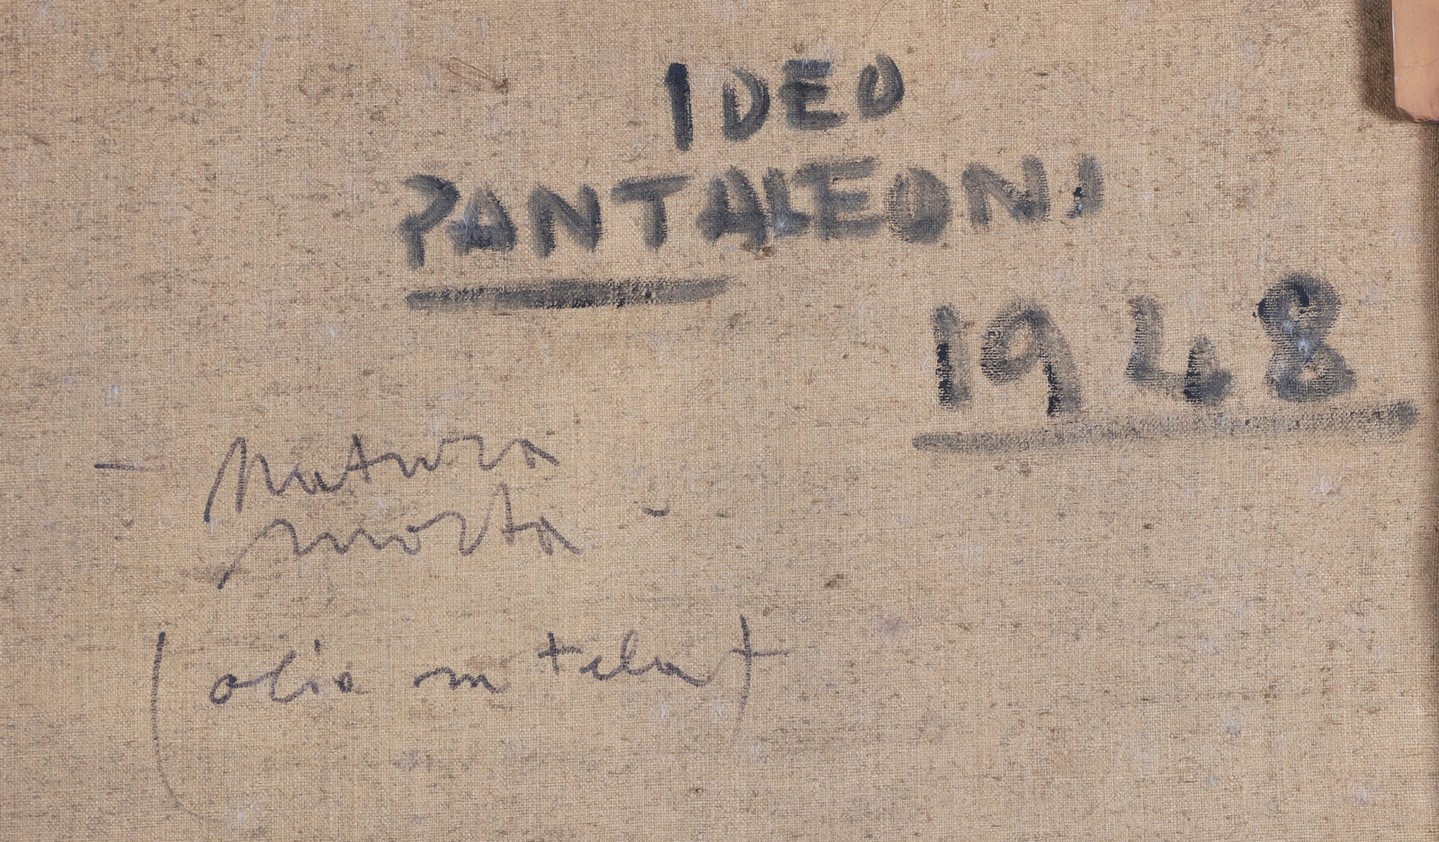 IDEO
PANTALEONI
1948
- Natura
morta -
(olio su tela)